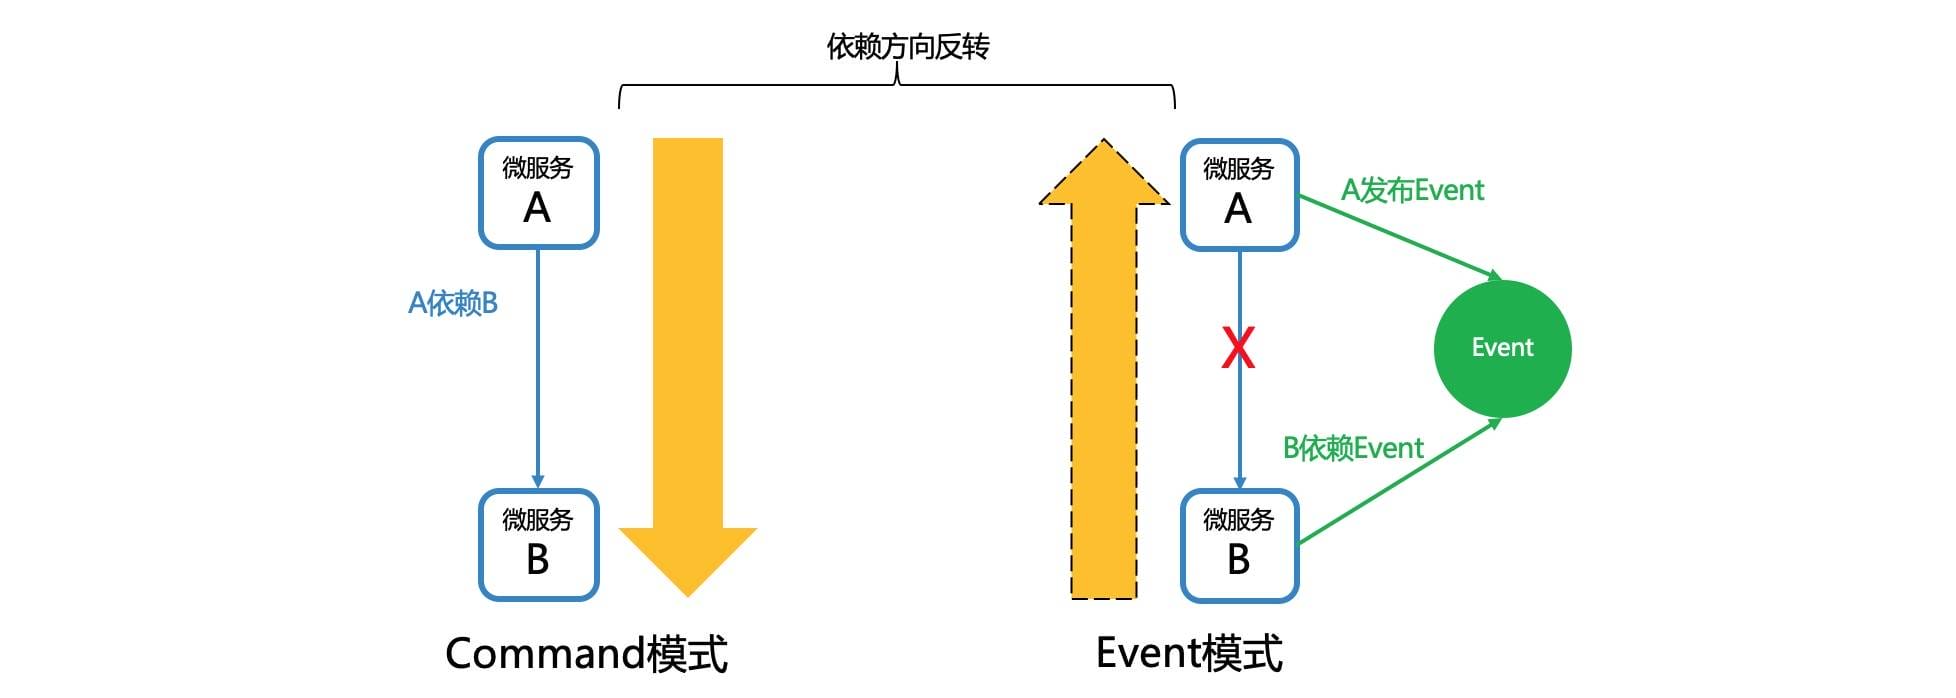 依赖方向反转
微服务
A
A依赖B
微服务
B
Command模式
微服务
A
A发布Event
X
Event
B依赖Event
微服务
B
Event模式